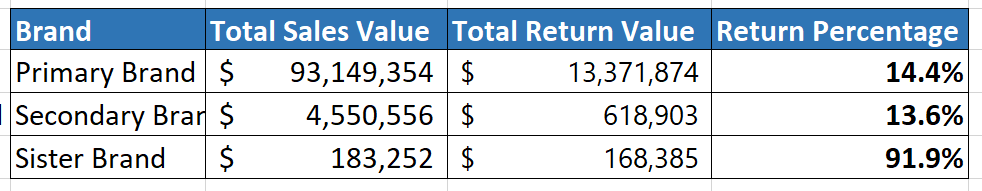 Brand Total Sales Value Total Return Value Return Percentage
Primary Brand $ 93,149,354 $ 13,371,874 14.4%
Secondary Bran $ 4,550,556 $ 618,903 13.6%
Sister Brand $ 183,252 $ 168,385 91.9%